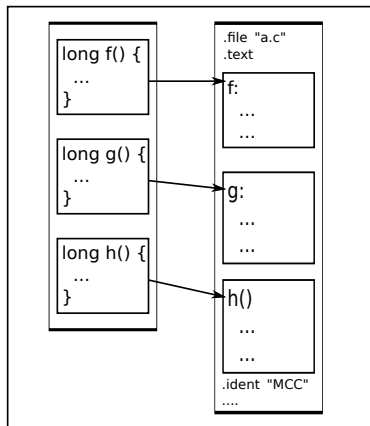 long f() {
...
}
long g() {
...
}
long h() {
...
}
.file "a.c"
.text
f:
...
...
g:
...
...
h()
...
...
.ident "MCC"
....